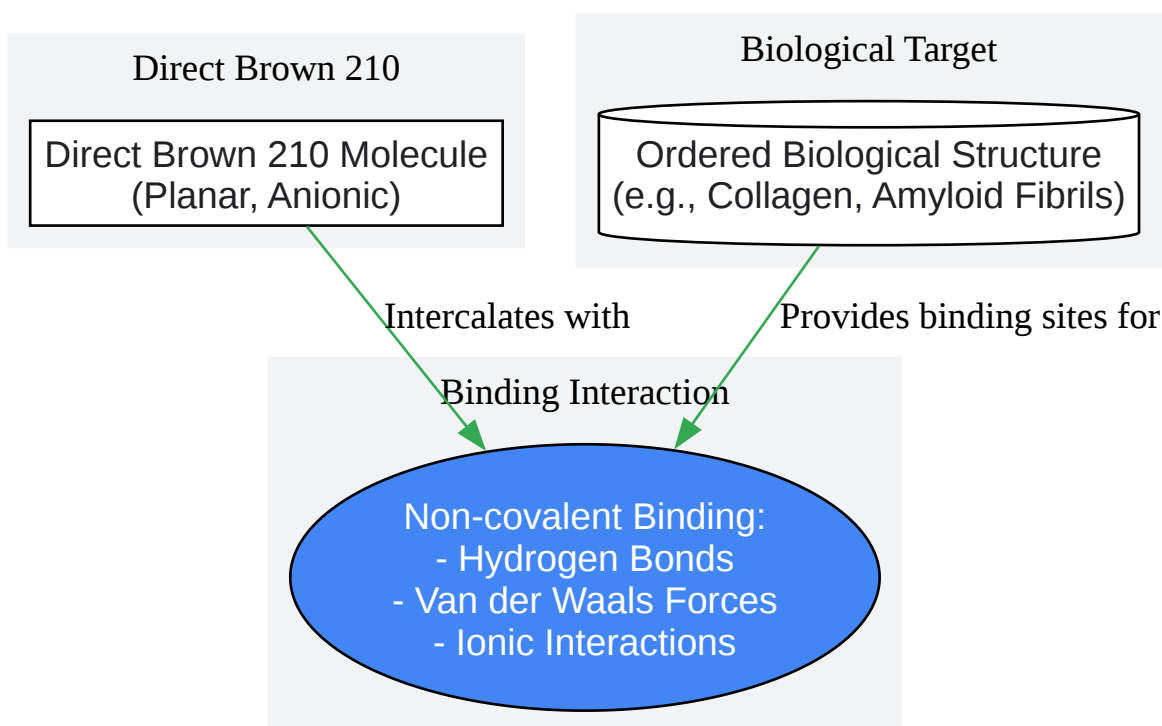 Direct Brown 210
Direct Brown 210 Molecule
(Planar, Anionic)
Biological Target
Ordered Biological Structure
(e.g., Collagen, Amyloid Fibrils)
Intercalates with
Provides binding sites for
Binding Interaction
Non-covalent Binding:
- Hydrogen Bonds
- Van der Waals Forces
- Ionic Interactions